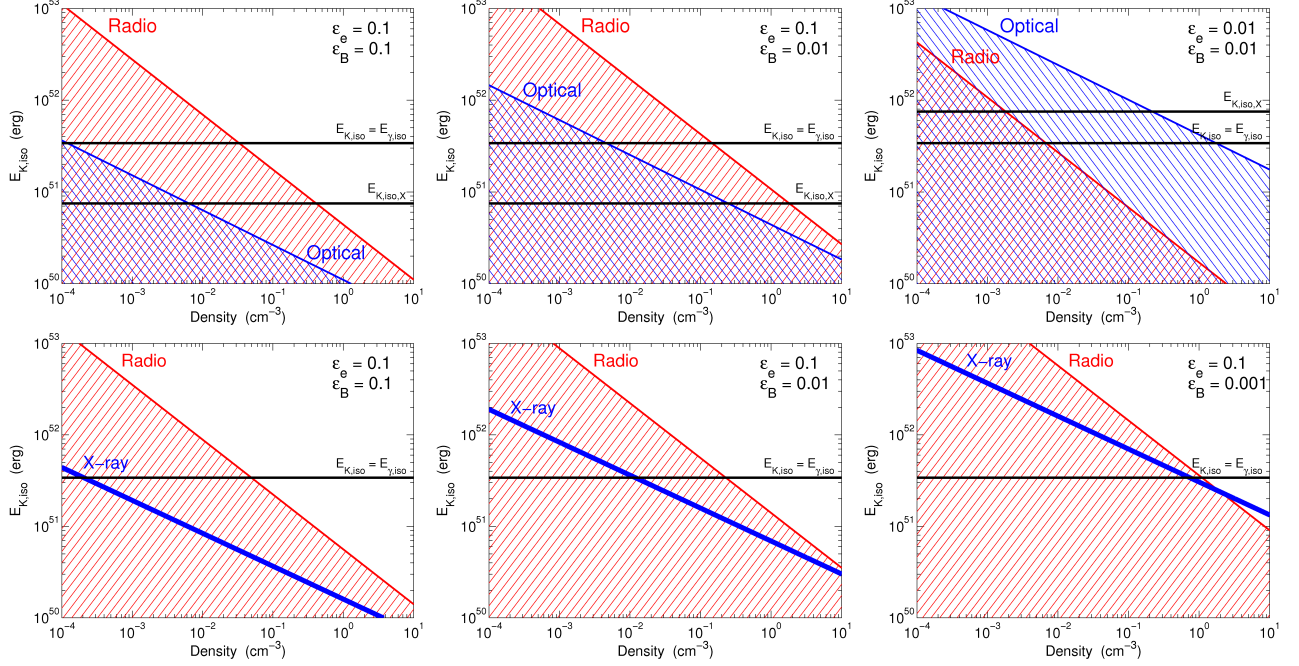 Radio
ε_e = 0.1
ε_B = 0.1
E_K,iso = E_γ,iso
E_K,iso,X
Optical
10^53
10^52
10^51
10^50
E_K,iso (erg)
10^-4 10^-3 10^-2 10^-1 10^0 10^1
Density (cm^-3)
Radio
ε_e = 0.1
ε_B = 0.01
Optical
E_K,iso = E_γ,iso
E_K,iso,X
10^53
10^52
10^51
10^50
E_K,iso (erg)
10^-4 10^-3 10^-2 10^-1 10^0 10^1
Density (cm^-3)
Optical
ε_e = 0.01
ε_B = 0.01
Radio
E_K,iso,X
E_K,iso = E_γ,iso
10^53
10^52
10^51
10^50
E_K,iso (erg)
10^-4 10^-3 10^-2 10^-1 10^0 10^1
Density (cm^-3)
Radio
ε_e = 0.1
ε_B = 0.1
X-ray
E_K,iso = E_γ,iso
10^53
10^52
10^51
10^50
E_K,iso (erg)
10^-4 10^-3 10^-2 10^-1 10^0 10^1
Density (cm^-3)
Radio
ε_e = 0.1
ε_B = 0.01
X-ray
E_K,iso = E_γ,iso
10^53
10^52
10^51
10^50
E_K,iso (erg)
10^-4 10^-3 10^-2 10^-1 10^0 10^1
Density (cm^-3)
X-ray
Radio
ε_e = 0.1
ε_B = 0.001
E_K,iso = E_γ,iso
10^53
10^52
10^51
10^50
E_K,iso (erg)
10^-4 10^-3 10^-2 10^-1 10^0 10^1
Density (cm^-3)